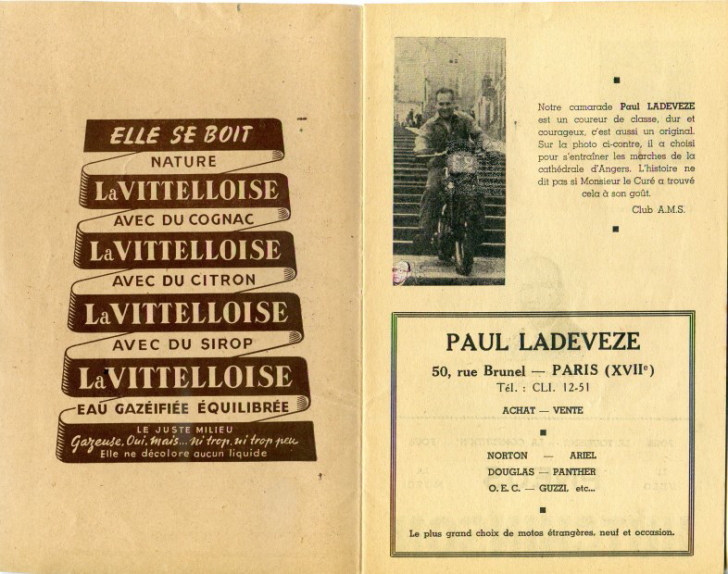 ELLE SE BOIT
NATURE
LaVITTELLOISE
AVEC DU COGNAC
LaVITTELLOISE
AVEC DU CITRON
LaVITTELLOISE
AVEC DU SIROP
LaVITTELLOISE
EAU GAZÉIFIÉE ÉQUILIBRÉE
LE JUSTE MILIEU
Gazeuse. Oui, mais... ni trop, ni trop peu
Elle ne décolore aucun liquide
Notre camarade Paul LADEVEZE
est un coureur de classe, dur et
courageux, c'est aussi un original.
Sur la photo ci-contre, il a choisi
pour s'entraîner les marches de la
cathédrale d'Angers. L'histoire ne
dit pas si Monsieur le Curé a trouvé
cela à son goût.
Club A.M.S.
PAUL LADEVEZE
50, rue Brunel — PARIS (XVIIe)
Tél. : CLI. 12-51
ACHAT — VENTE
NORTON — ARIEL
DOUGLAS — PANTHER
O.E.C. — GUZZI, etc...
Le plus grand choix de motos étrangères, neuf et occasion.